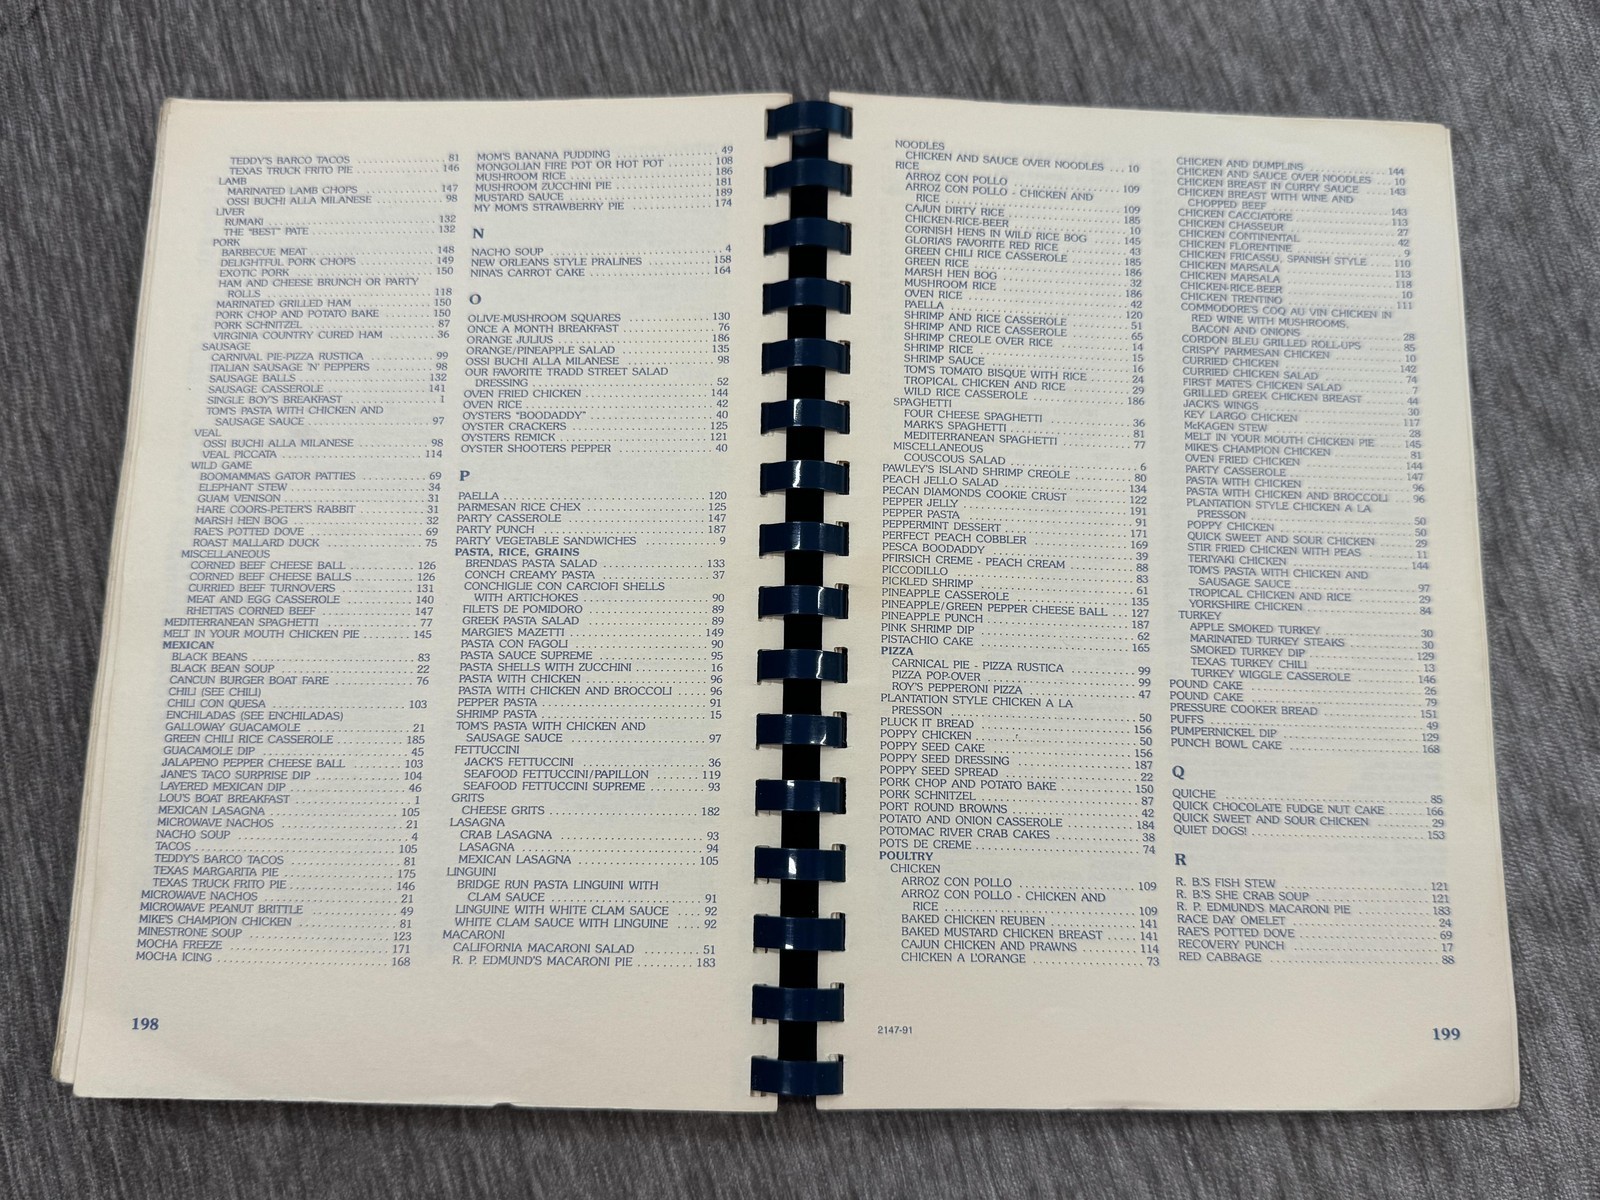 TEDDY'S BARCO TACOS 81
TEXAS TRUCK FRITO PIE 146
LAMB
MARINATED LAMB CHOPS 147
OSSI BUCHI ALLA MILANESE 98
LIVER
RUMAKI 132
THE "BEST" PATE 132
PORK
BARBECUE MEAT 148
DELIGHTFUL PORK CHOPS 149
EXOTIC PORK 150
HAM AND CHEESE BRUNCH OR PARTY
ROLLS 118
MARINATED GRILLED HAM 150
PORK CHOP AND POTATO BAKE 150
PORK SCHNITZEL 87
VIRGINIA COUNTRY CURED HAM 36
SAUSAGE
CARNIVAL PIE-PIZZA RUSTICA 99
ITALIAN SAUSAGE 'N' PEPPERS 98
SAUSAGE BALLS 132
SAUSAGE CASSEROLE 141
SINGLE BOY'S BREAKFAST 1
TOM'S PASTA WITH CHICKEN AND
SAUSAGE SAUCE 97
VEAL
OSSI BUCHI ALLA MILANESE 98
VEAL PICCATA 114
WILD GAME
BOOMAMMA'S GATOR PATTIES 69
ELEPHANT STEW 34
GUAM VENISON 31
HARE COORS-PETER'S RABBIT 31
MARSH HEN BOG 32
RAE'S POTTED DOVE 69
ROAST MALLARD DUCK 75
MISCELLANEOUS
CORNED BEEF CHEESE BALL 126
CORNED BEEF CHEESE BALLS 126
CURRIED BEEF TURNOVERS 131
MEAT AND EGG CASSEROLE 140
RHETTA'S CORNED BEEF 147
MEDITERRANEAN SPAGHETTI 77
MELT IN YOUR MOUTH CHICKEN PIE 145
MEXICAN
BLACK BEANS 83
BLACK BEAN SOUP 22
CANCUN BURGER BOAT FARE 76
CHILI (SEE CHILI)
CHILI CON QUESA 103
ENCHILADAS (SEE ENCHILADAS)
GALLOWAY GUACAMOLE 21
GREEN CHILI RICE CASSEROLE 185
GUACAMOLE DIP 45
JALAPENO PEPPER CHEESE BALL 103
JANE'S TACO SURPRISE DIP 104
LAYERED MEXICAN DIP 46
LOU'S BOAT BREAKFAST 1
MEXICAN LASAGNA 105
MICROWAVE NACHOS 21
NACHO SOUP 4
TACOS 105
TEDDY'S BARCO TACOS 81
TEXAS MARGARITA PIE 175
TEXAS TRUCK FRITO PIE 146
MICROWAVE NACHOS 21
MICROWAVE PEANUT BRITTLE 49
MIKE'S CHAMPION CHICKEN 81
MINESTRONE SOUP 123
MOCHA FREEZE 171
MOCHA ICING 168
MOM'S BANANA PUDDING 49
MONGOLIAN FIRE POT OR HOT POT 108
MUSHROOM RICE 186
MUSHROOM ZUCCHINI PIE 181
MUSTARD SAUCE 189
MY MOM'S STRAWBERRY PIE 174
N
NACHO SOUP 4
NEW ORLEANS STYLE PRALINES 158
NINA'S CARROT CAKE 164
O
OLIVE-MUSHROOM SQUARES 130
ONCE A MONTH BREAKFAST 76
ORANGE JULIUS 186
ORANGE/PINEAPPLE SALAD 135
OSSI BUCHI ALLA MILANESE 98
OUR FAVORITE TRADD STREET SALAD
DRESSING 52
OVEN FRIED CHICKEN 144
OVEN RICE 42
OYSTERS "BOODADDY" 40
OYSTER CRACKERS 125
OYSTERS REMICK 121
OYSTER SHOOTERS PEPPER 40
P
PAELLA 120
PARMESAN RICE CHEX 125
PARTY CASSEROLE 147
PARTY PUNCH 187
PARTY VEGETABLE SANDWICHES 9
PASTA, RICE, GRAINS
BRENDA'S PASTA SALAD 133
CONCH CREAMY PASTA 37
CONCHIGLIE CON CARCIOFI SHELLS
WITH ARTICHOKES 90
FILETS DE POMIDORO 89
GREEK PASTA SALAD 89
MARGIE'S MAZETTI 149
PASTA CON FAGOLI 90
PASTA SAUCE SUPREME 95
PASTA SHELLS WITH ZUCCHINI 16
PASTA WITH CHICKEN 96
PASTA WITH CHICKEN AND BROCCOLI 96
PEPPER PASTA 91
SHRIMP PASTA 15
TOM'S PASTA WITH CHICKEN AND
SAUSAGE SAUCE 97
FETTUCCINI
JACK'S FETTUCCINI 36
SEAFOOD FETTUCCINI/PAPILLON 119
SEAFOOD FETTUCCINI SUPREME 93
GRITS
CHEESE GRITS 182
LASAGNA
CRAB LASAGNA 93
LASAGNA 94
MEXICAN LASAGNA 105
LINGUINI
BRIDGE RUN PASTA LINGUINI WITH
CLAM SAUCE 91
LINGUINE WITH WHITE CLAM SAUCE 92
WHITE CLAM SAUCE WITH LINGUINE 92
MACARONI
CALIFORNIA MACARONI SALAD 51
R. P. EDMUND'S MACARONI PIE 183
198
NOODLES
CHICKEN AND SAUCE OVER NOODLES 10
RICE
ARROZ CON POLLO 109
ARROZ CON POLLO - CHICKEN AND
RICE 109
CAJUN DIRTY RICE 185
CHICKEN-RICE-BEER 10
CORNISH HENS IN WILD RICE BOG 145
GLORIA'S FAVORITE RED RICE 43
GREEN CHILI RICE CASSEROLE 185
GREEN RICE 186
MARSH HEN BOG 32
MUSHROOM RICE 186
OVEN RICE 42
PAELLA 120
SHRIMP AND RICE CASSEROLE 51
SHRIMP AND RICE CASSEROLE 65
SHRIMP CREOLE OVER RICE 14
SHRIMP RICE 15
SHRIMP SAUCE 16
TOM'S TOMATO BISQUE WITH RICE 24
TROPICAL CHICKEN AND RICE 29
WILD RICE CASSEROLE 186
SPAGHETTI
FOUR CHEESE SPAGHETTI 36
MARK'S SPAGHETTI 81
MEDITERRANEAN SPAGHETTI 77
MISCELLANEOUS
COUSCOUS SALAD 6
PAWLEY'S ISLAND SHRIMP CREOLE 80
PEACH JELLO SALAD 134
PECAN DIAMONDS COOKIE CRUST 122
PEPPER JELLY 191
PEPPER PASTA 91
PEPPERMINT DESSERT 171
PERFECT PEACH COBBLER 169
PESCA BOODADDY 39
PFIRSICH CREME - PEACH CREAM 88
PICCODILLO 83
PICKLED SHRIMP 61
PINEAPPLE CASSEROLE 135
PINEAPPLE/GREEN PEPPER CHEESE BALL 127
PINEAPPLE PUNCH 187
PINK SHRIMP DIP 62
PISTACHIO CAKE 165
PIZZA
CARNICAL PIE - PIZZA RUSTICA 99
PIZZA POP-OVER 99
ROY'S PEPPERONI PIZZA 47
PLANTATION STYLE CHICKEN A LA
PRESSON 50
PLUCK IT BREAD 156
POPPY CHICKEN 50
POPPY SEED CAKE 156
POPPY SEED DRESSING 187
POPPY SEED SPREAD 22
PORK CHOP AND POTATO BAKE 150
PORK SCHNITZEL 87
PORT ROUND BROWNS 42
POTATO AND ONION CASSEROLE 184
POTOMAC RIVER CRAB CAKES 38
POTS DE CREME 74
POULTRY
CHICKEN
ARROZ CON POLLO 109
ARROZ CON POLLO - CHICKEN AND
RICE 109
BAKED CHICKEN REUBEN 141
BAKED MUSTARD CHICKEN BREAST 141
CAJUN CHICKEN AND PRAWNS 114
CHICKEN A L'ORANGE 73
CHICKEN AND DUMPLINS 144
CHICKEN AND SAUCE OVER NOODLES 10
CHICKEN BREAST IN CURRY SAUCE 143
CHICKEN BREAST WITH WINE AND
CHOPPED BEEF 143
CHICKEN CACCIATORE 113
CHICKEN CHASSEUR 27
CHICKEN CONTINENTAL 42
CHICKEN FLORENTINE 9
CHICKEN FRICASSU, SPANISH STYLE 110
CHICKEN MARSALA 113
CHICKEN MARSALA 118
CHICKEN-RICE-BEER 10
CHICKEN TRENTINO 111
COMMODORE'S COQ AU VIN CHICKEN IN
RED WINE WITH MUSHROOMS,
BACON AND ONIONS 28
CORDON BLEU GRILLED ROLL-UPS 85
CRISPY PARMESAN CHICKEN 10
CURRIED CHICKEN 142
CURRIED CHICKEN SALAD 74
FIRST MATE'S CHICKEN SALAD 7
GRILLED GREEK CHICKEN BREAST 44
JACK'S WINGS 30
KEY LARGO CHICKEN 117
McKAGEN STEW 28
MELT IN YOUR MOUTH CHICKEN PIE 145
MIKE'S CHAMPION CHICKEN 81
OVEN FRIED CHICKEN 144
PARTY CASSEROLE 147
PASTA WITH CHICKEN 96
PASTA WITH CHICKEN AND BROCCOLI 96
PLANTATION STYLE CHICKEN A LA
PRESSON 50
POPPY CHICKEN 50
QUICK SWEET AND SOUR CHICKEN 29
STIR FRIED CHICKEN WITH PEAS 11
TERIYAKI CHICKEN 144
TOM'S PASTA WITH CHICKEN AND
SAUSAGE SAUCE 97
TROPICAL CHICKEN AND RICE 29
YORKSHIRE CHICKEN 84
TURKEY
APPLE SMOKED TURKEY 30
MARINATED TURKEY STEAKS 30
SMOKED TURKEY DIP 129
TEXAS TURKEY CHILI 13
TURKEY WIGGLE CASSEROLE 146
POUND CAKE 26
POUND CAKE 79
PRESSURE COOKER BREAD 151
PUFFS 49
PUMPERNICKEL DIP 129
PUNCH BOWL CAKE 168
Q
QUICHE 85
QUICK CHOCOLATE FUDGE NUT CAKE 166
QUICK SWEET AND SOUR CHICKEN 29
QUIET DOGS! 153
R
R. B.'S FISH STEW 121
R. B.'S SHE CRAB SOUP 121
R. P. EDMUND'S MACARONI PIE 183
RACE DAY OMELET 24
RAE'S POTTED DOVE 69
RECOVERY PUNCH 17
RED CABBAGE 88
2147-91
199